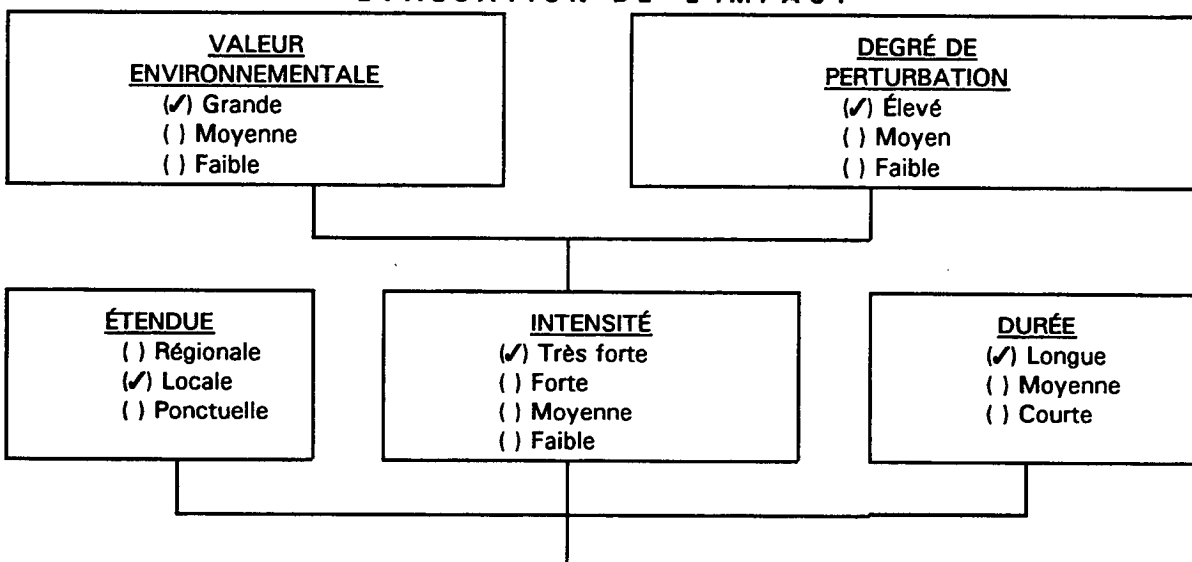 VALEUR
ENVIRONNEMENTALE
(✓) Grande
( ) Moyenne
( ) Faible
DEGRÉ DE
PERTURBATION
(✓) Élevé
( ) Moyen
( ) Faible
ÉTENDUE
( ) Régionale
(✓) Locale
( ) Ponctuelle
INTENSITÉ
(✓) Très forte
( ) Forte
( ) Moyenne
( ) Faible
DURÉE
(✓) Longue
( ) Moyenne
( ) Courte